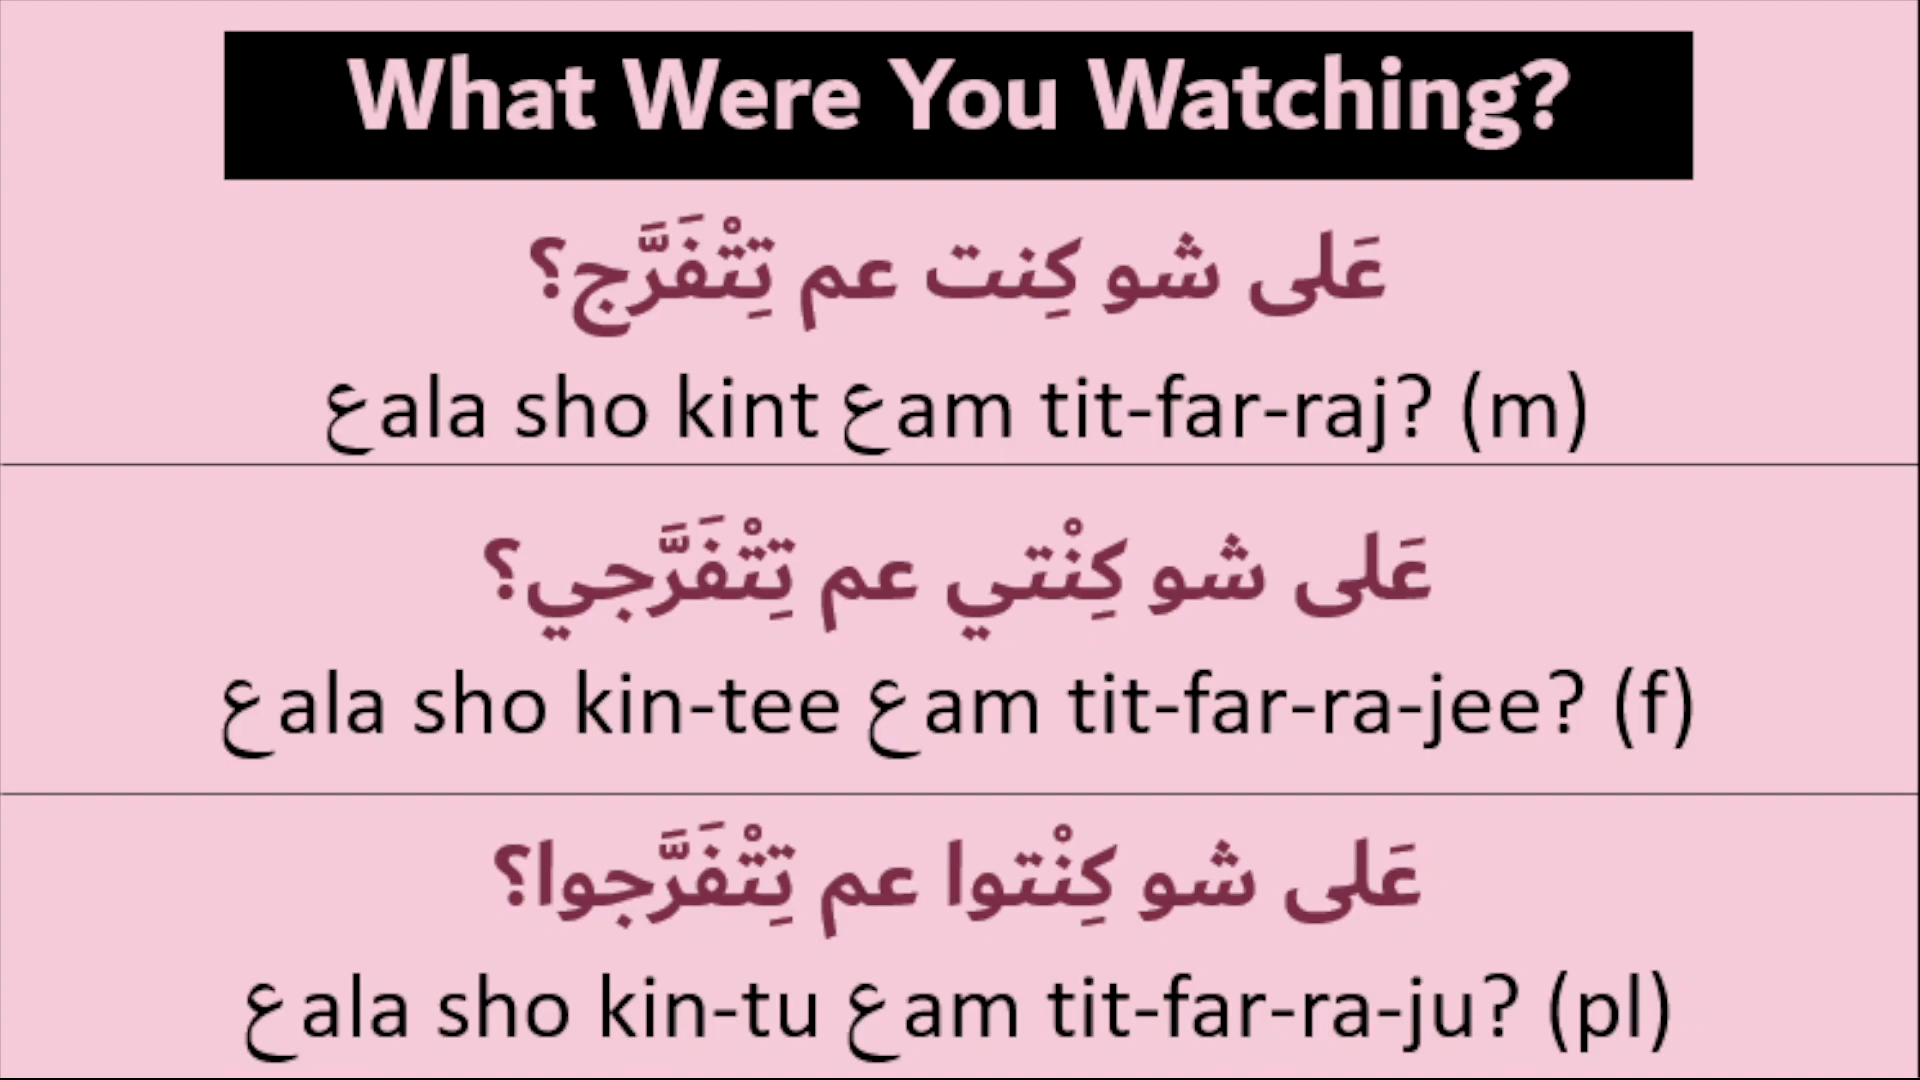 What Were You Watching?
عَلى شو كِنت عم تِتْفَرَّج؟
عala sho kint عam tit-far-raj? (m)
عَلى شو كِنْتي عم تِتْفَرَّجي؟
عala sho kin-tee عam tit-far-ra-jee? (f)
عَلى شو كِنْتوا عم تِتْفَرَّجوا؟
عala sho kin-tu عam tit-far-ra-ju? (pl)